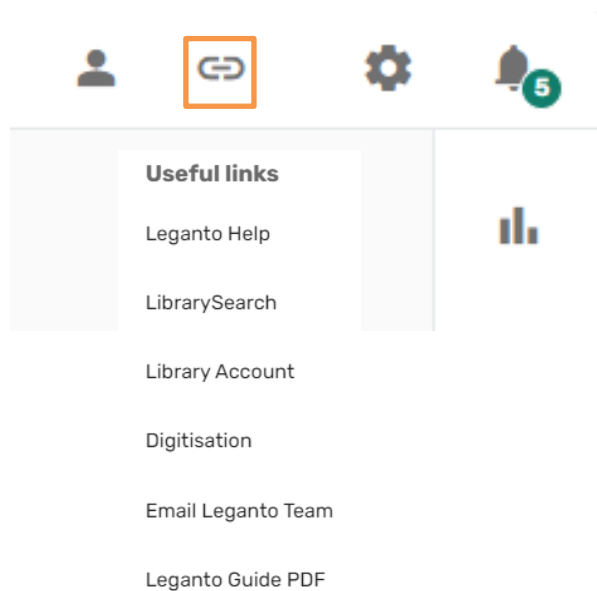 5
Useful links
Leganto Help
LibrarySearch
Library Account
Digitisation
Email Leganto Team
Leganto Guide PDF